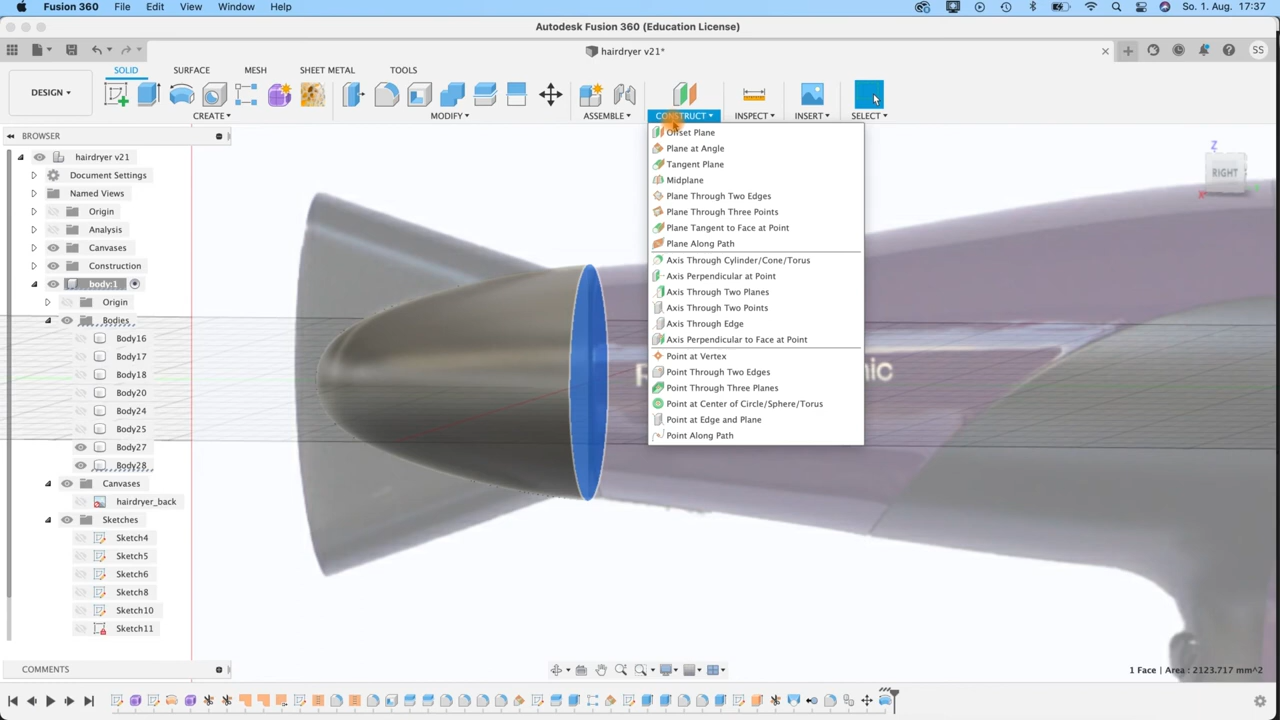 Fusion 360 File Edit View Window Help So. 1. Aug. 17:37
Autodesk Fusion 360 (Education License)
hairdryer v21* SS
SOLID SURFACE MESH SHEET METAL TOOLS
DESIGN
CREATE MODIFY ASSEMBLE CONSTRUCT INSPECT INSERT SELECT
BROWSER
hairdryer v21
Document Settings
Named Views
Origin
Analysis
Canvases
Construction
body:1
Origin
Bodies
Body16
Body17
Body18
Body20
Body24
Body25
Body27
Body28
Canvases
hairdryer_back
Sketches
Sketch4
Sketch5
Sketch6
Sketch8
Sketch10
Sketch11
COMMENTS
Offset Plane
Plane at Angle
Tangent Plane
Midplane
Plane Through Two Edges
Plane Through Three Points
Plane Tangent to Face at Point
Plane Along Path
Axis Through Cylinder/Cone/Torus
Axis Perpendicular at Point
Axis Through Two Planes
Axis Through Two Points
Axis Through Edge
Axis Perpendicular to Face at Point
Point at Vertex
Point Through Two Edges
Point Through Three Planes
Point at Center of Circle/Sphere/Torus
Point at Edge and Plane
Point Along Path
Z
RIGHT
X
1 Face | Area : 2123.717 mm^2